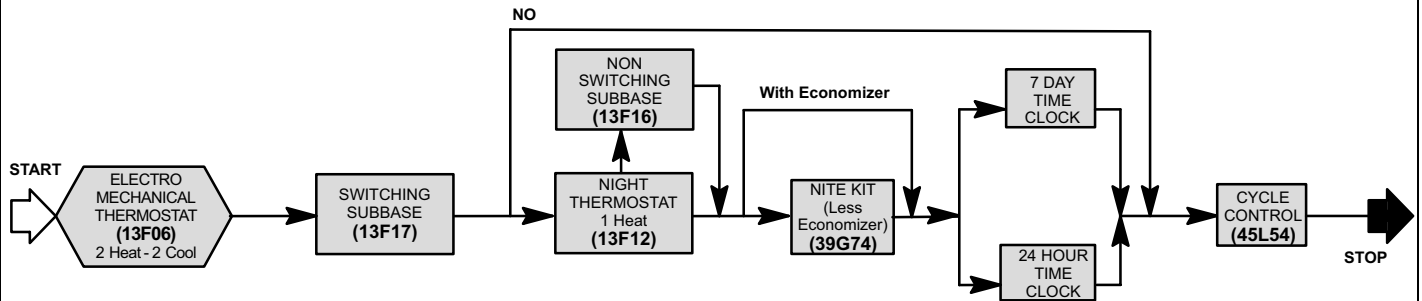 NO
START
ELECTRO
MECHANICAL
THERMOSTAT
(13F06)
2 Heat - 2 Cool
SWITCHING
SUBBASE
(13F17)
NON
SWITCHING
SUBBASE
(13F16)
NIGHT
THERMOSTAT
1 Heat
(13F12)
With Economizer
NITE KIT
(Less
Economizer)
(39G74)
7 DAY
TIME
CLOCK
24 HOUR
TIME
CLOCK
CYCLE
CONTROL
(45L54)
STOP